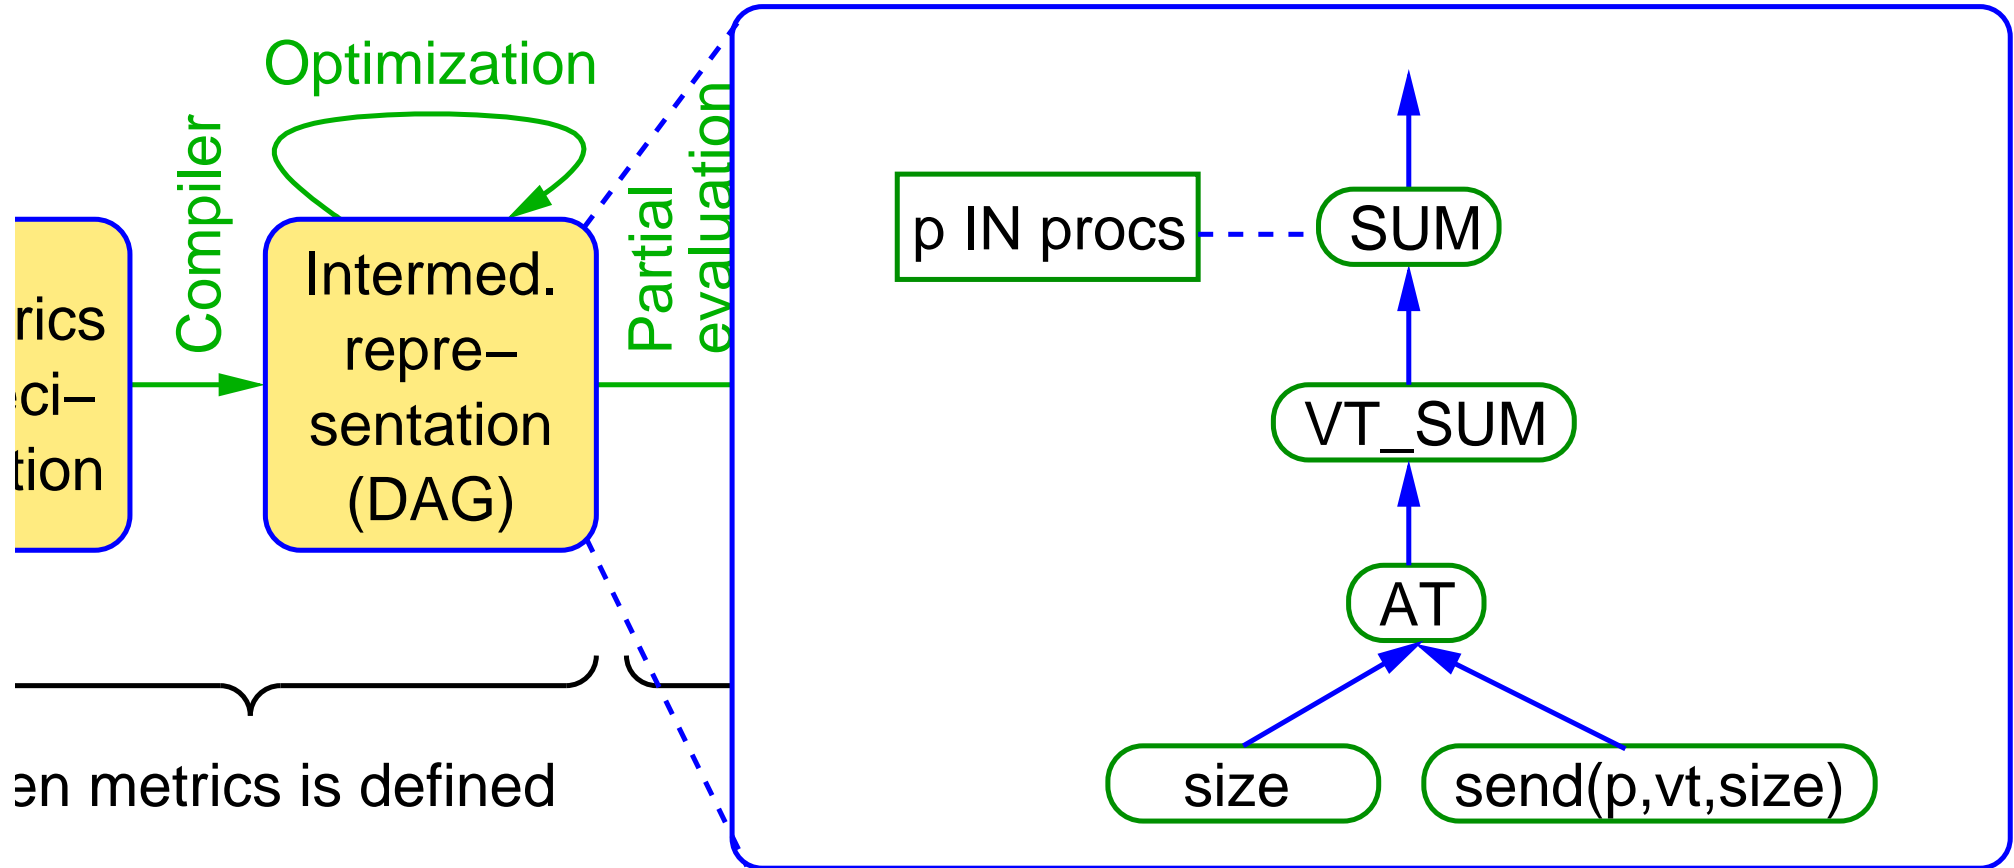 Optimization
Compiler
Partial
evaluation
rics
eci–
tion
Intermed.
repre–
sentation
(DAG)
en metrics is defined
p IN procs
SUM
VT_SUM
AT
size
send(p,vt,size)